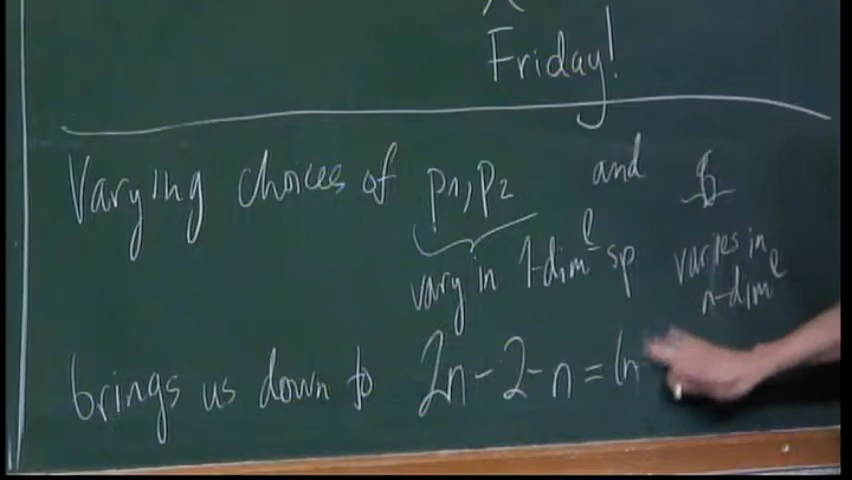 Friday!
Varying choices of p1, p2 and q
vary in 1-dimˡ sp varies in
n-dimˡ
brings us down to 2n-2-n = (n-